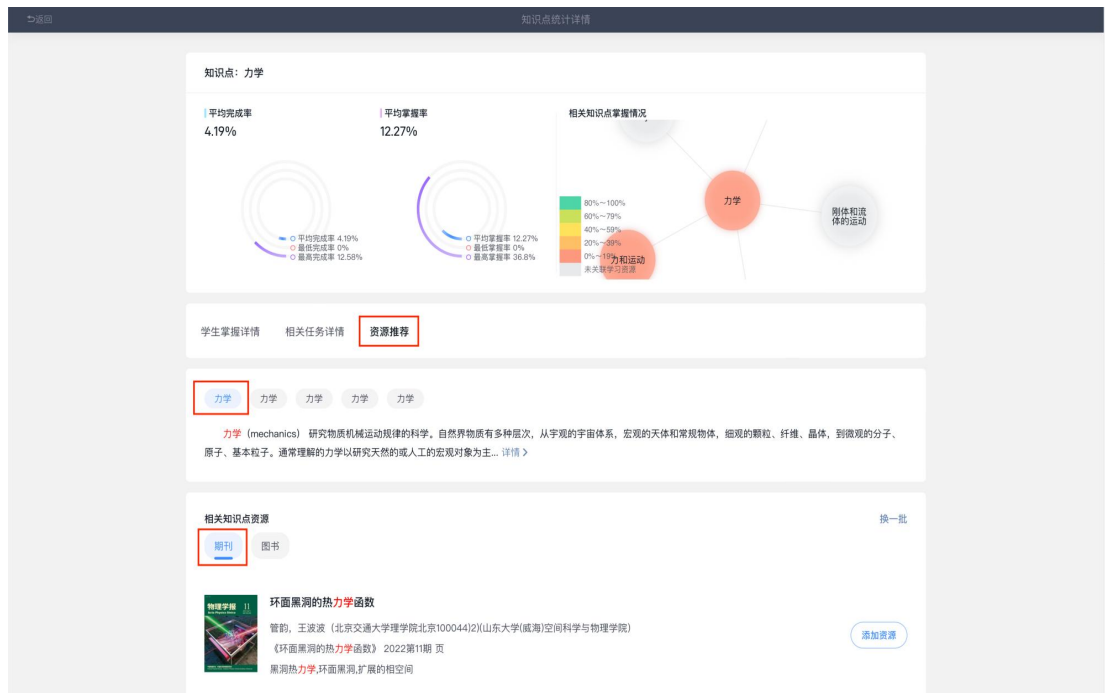 返回
知识点统计详情
知识点：力学
平均完成率
4.19%
平均完成率 4.19%
最低完成率 0%
最高完成率 12.58%
平均掌握率
12.27%
平均掌握率 12.27%
最低掌握率 0%
最高掌握率 36.8%
相关知识点掌握情况
80%～100%
60%～79%
40%～59%
20%～39%
0%～19%
未关联学习资源
力学
刚体和流
体的运动
力和运动
学生掌握详情 相关任务详情 资源推荐
力学 力学 力学 力学 力学
力学（mechanics） 研究物质机械运动规律的科学。自然界物质有多种层次，从宇观的宇宙体系，宏观的天体和常规物体，细观的颗粒、纤维、晶体，到微观的分子、
原子、基本粒子。通常理解的力学以研究天然的或人工的宏观对象为主... 详情
相关知识点资源 换一批
期刊 图书
物理学报 11
环面黑洞的热力学函数
管韵，王波波（北京交通大学理学院北京100044)2)(山东大学(威海)空间科学与物理学院)
《环面黑洞的热力学函数》 2022第11期 页
黑洞热力学,环面黑洞,扩展的相空间
添加资源